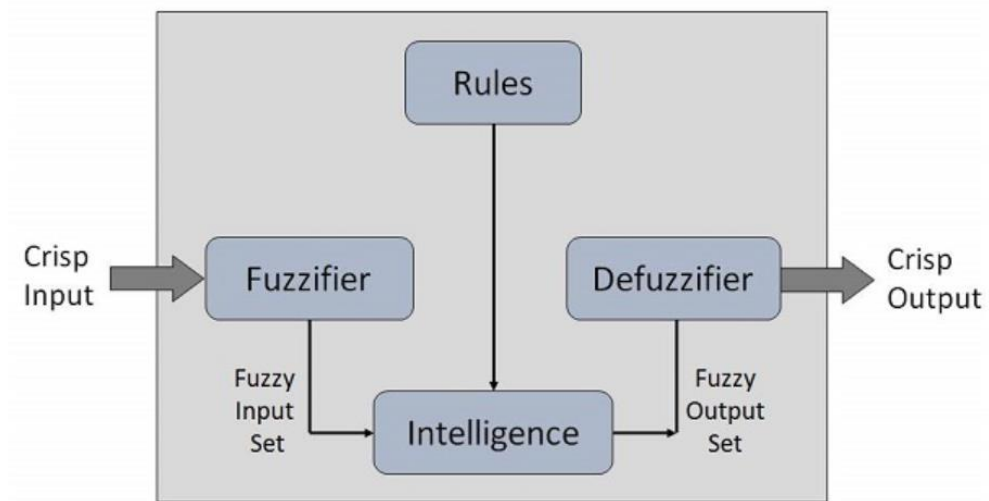 Rules
Crisp
Input
Fuzzifier
Defuzzifier
Crisp
Output
Fuzzy
Input
Set
Intelligence
Fuzzy
Output
Set